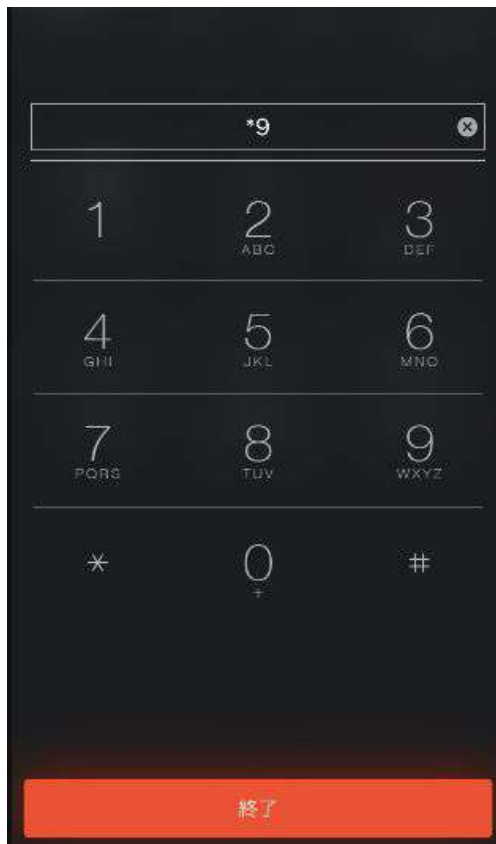 *9
1 2 3
ABC DEF
4 5 6
GHI JKL MNO
7 8 9
PQRS TUV WXYZ
* 0 #
+
終了